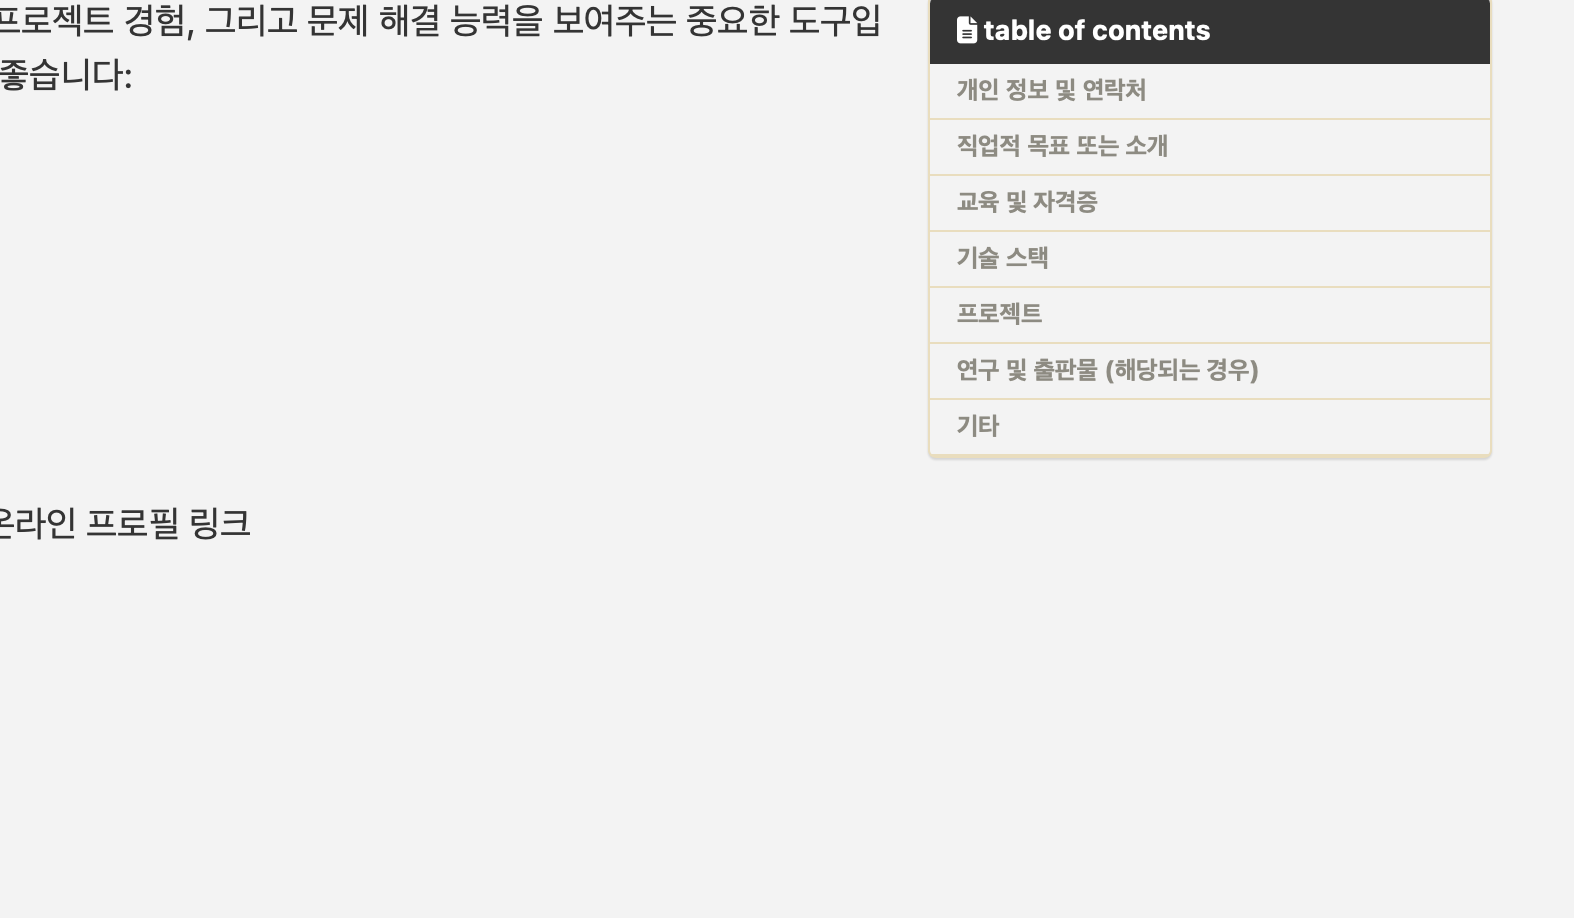 프로젝트 경험, 그리고 문제 해결 능력을 보여주는 중요한 도구입
좋습니다:
온라인 프로필 링크
table of contents
개인 정보 및 연락처
직업적 목표 또는 소개
교육 및 자격증
기술 스택
프로젝트
연구 및 출판물 (해당되는 경우)
기타